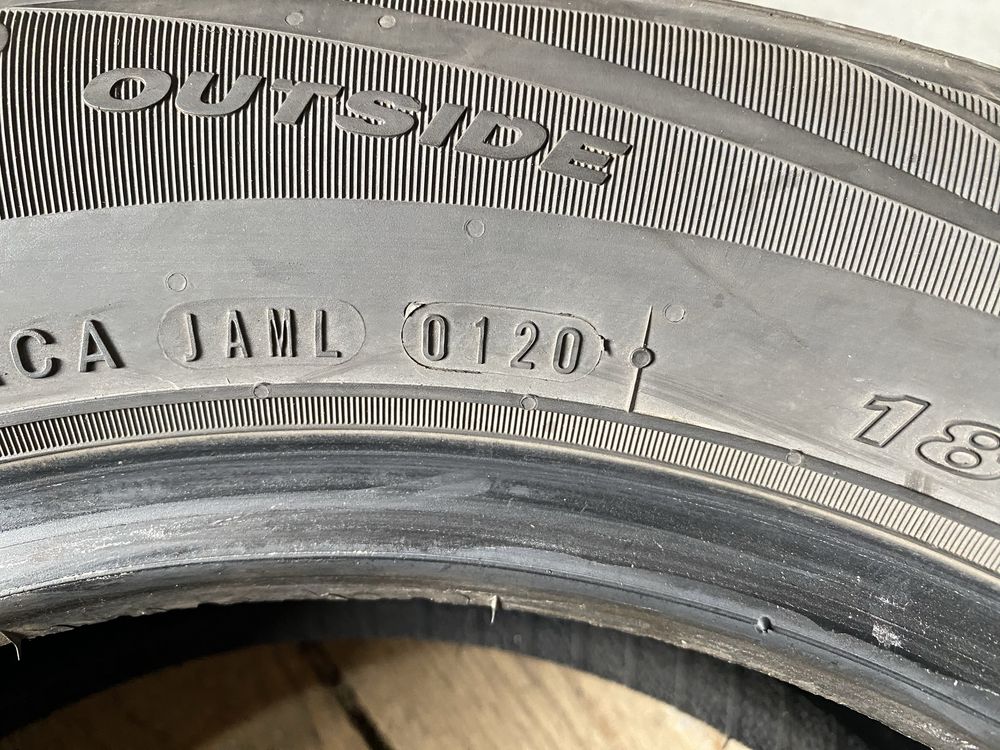 OUTSIDE
CA JAML 0120
18